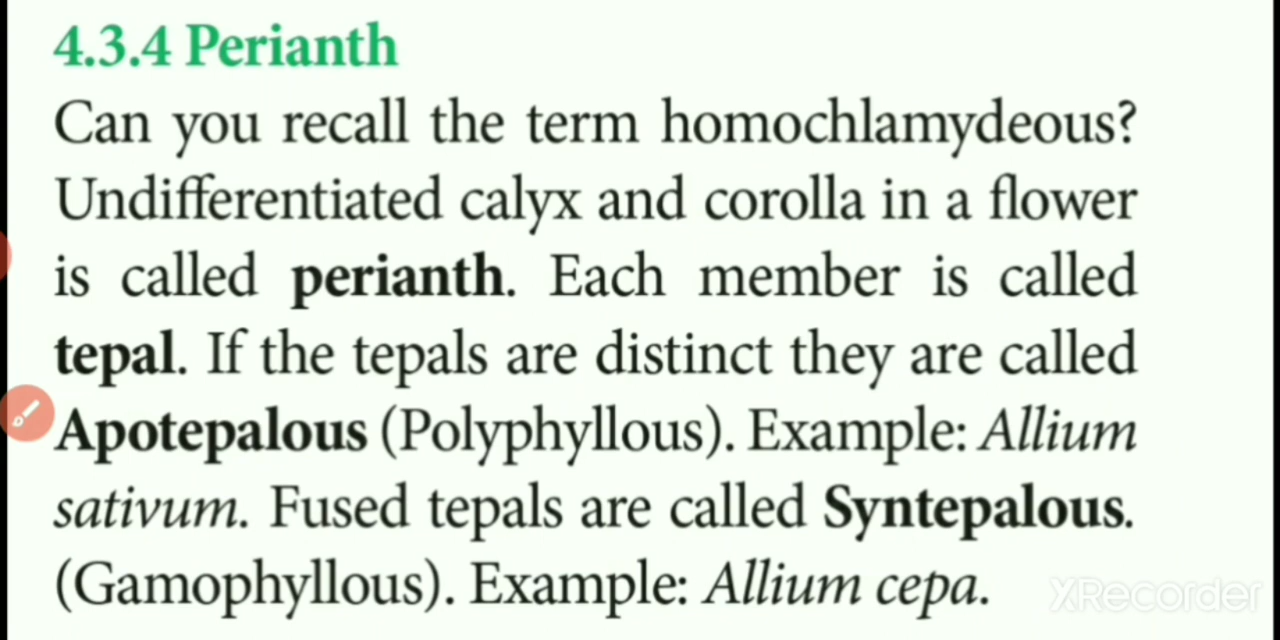 4.3.4 Perianth
Can you recall the term homochlamydeous?
Undifferentiated calyx and corolla in a flower
is called perianth. Each member is called
tepal. If the tepals are distinct they are called
Apotepalous (Polyphyllous). Example: Allium
sativum. Fused tepals are called Syntepalous.
(Gamophyllous). Example: Allium cepa.
XRecorder